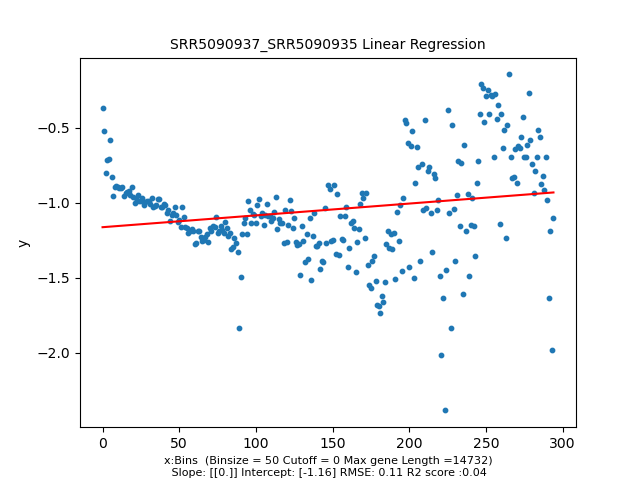 SRR5090937_SRR5090935 Linear Regression
−0.5
−1.0
−1.5
−2.0
y
0 50 100 150 200 250 300
x:Bins (Binsize = 50 Cutoff = 0 Max gene Length =14732)
Slope: [[0.]] Intercept: [-1.16] RMSE: 0.11 R2 score :0.04